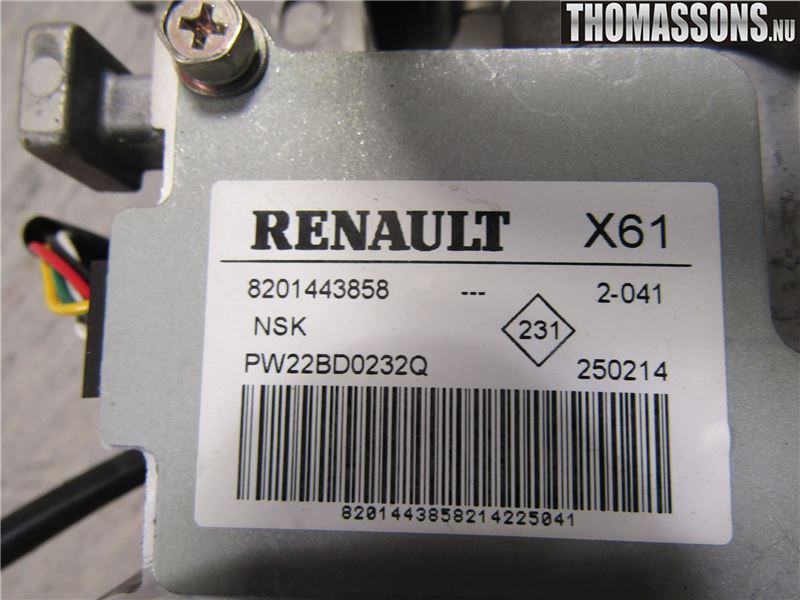 THOMASSONS.NU
RENAULT X61
8201443858 --- 2-041
NSK 231
PW22BD0232Q 250214
8201443858214225041